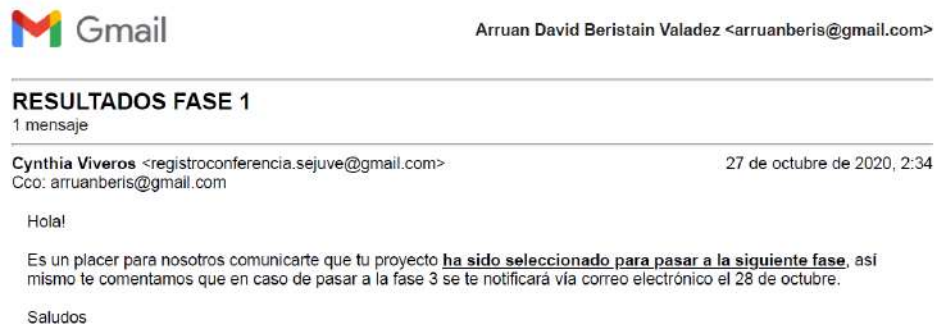 Gmail
Arruan David Beristain Valadez <arruanberis@gmail.com>
RESULTADOS FASE 1
1 mensaje
Cynthia Viveros <registroconferencia.sejuve@gmail.com>
27 de octubre de 2020, 2:34
Cco: arruanberis@gmail.com
Hola!
Es un placer para nosotros comunicarte que tu proyecto ha sido seleccionado para pasar a la siguiente fase, así
mismo te comentamos que en caso de pasar a la fase 3 se te notificará vía correo electrónico el 28 de octubre.
Saludos